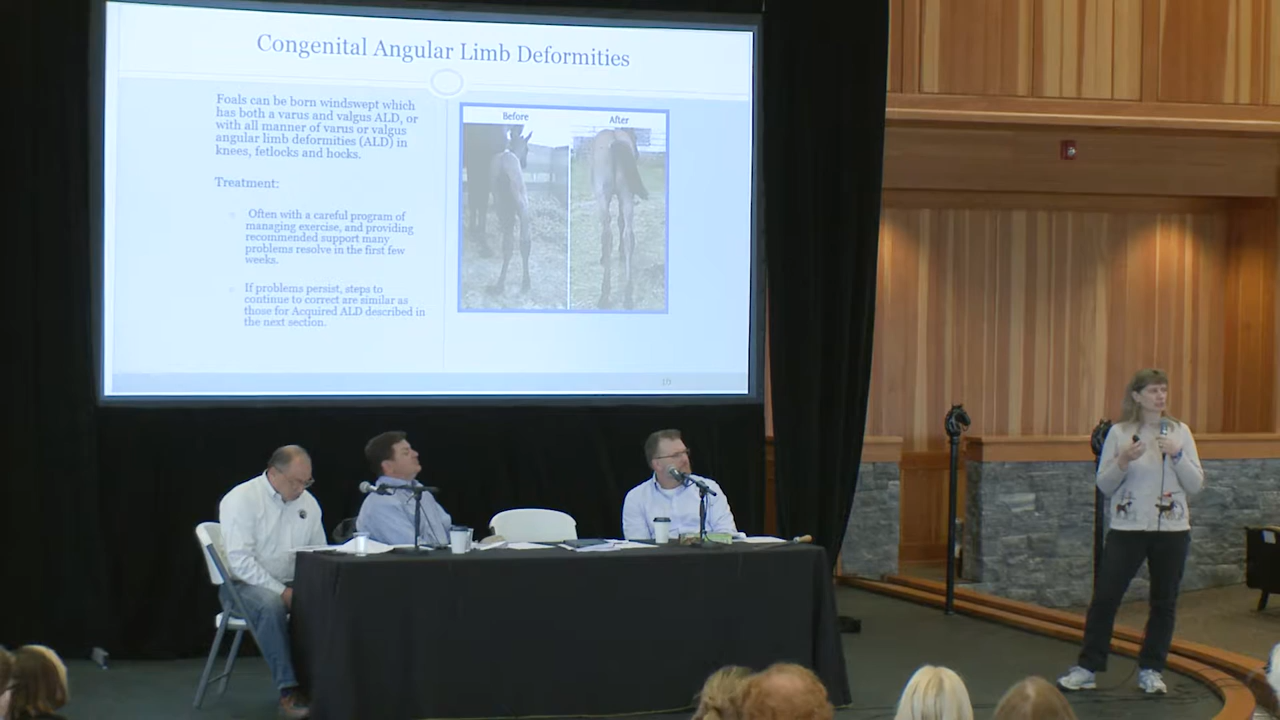 Congenital Angular Limb Deformities
Foals can be born windswept which
has both a varus and valgus ALD, or
with all manner of varus or valgus
angular limb deformities (ALD) in
knees, fetlocks and hocks.
Treatment:
Often with a careful program of
managing exercise, and providing
recommended support many
problems resolve in the first few
weeks.
If problems persist, steps to
continue to correct are similar as
those for Acquired ALD described in
the next section.
Before
After